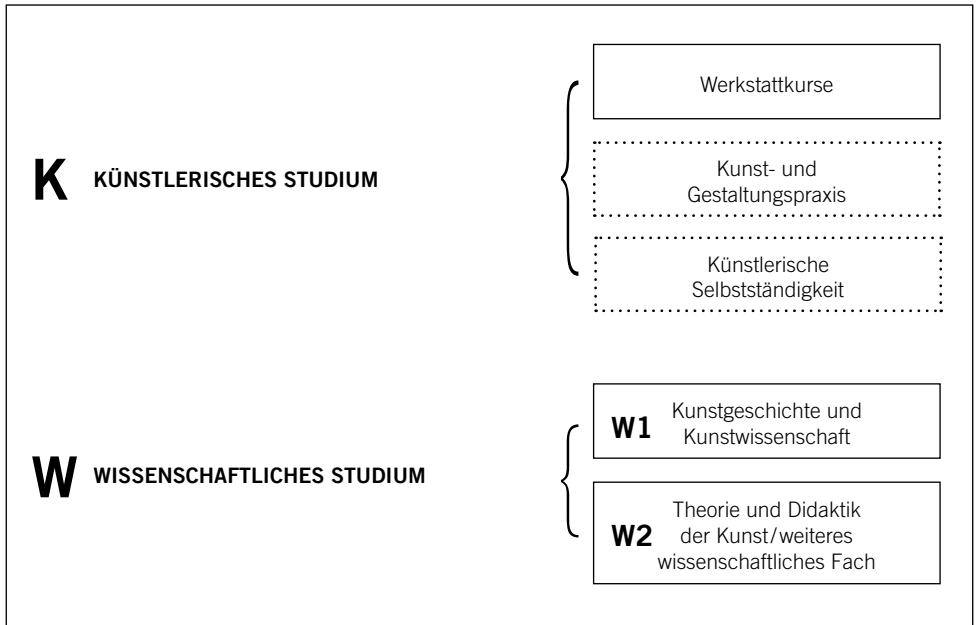 K KÜNSTLERISCHES STUDIUM
Werkstattkurse
Kunst- und
Gestaltungspraxis
Künstlerische
Selbstständigkeit
W WISSENSCHAFTLICHES STUDIUM
W1 Kunstgeschichte und
Kunstwissenschaft
W2 Theorie und Didaktik
der Kunst/weiteres
wissenschaftliches Fach